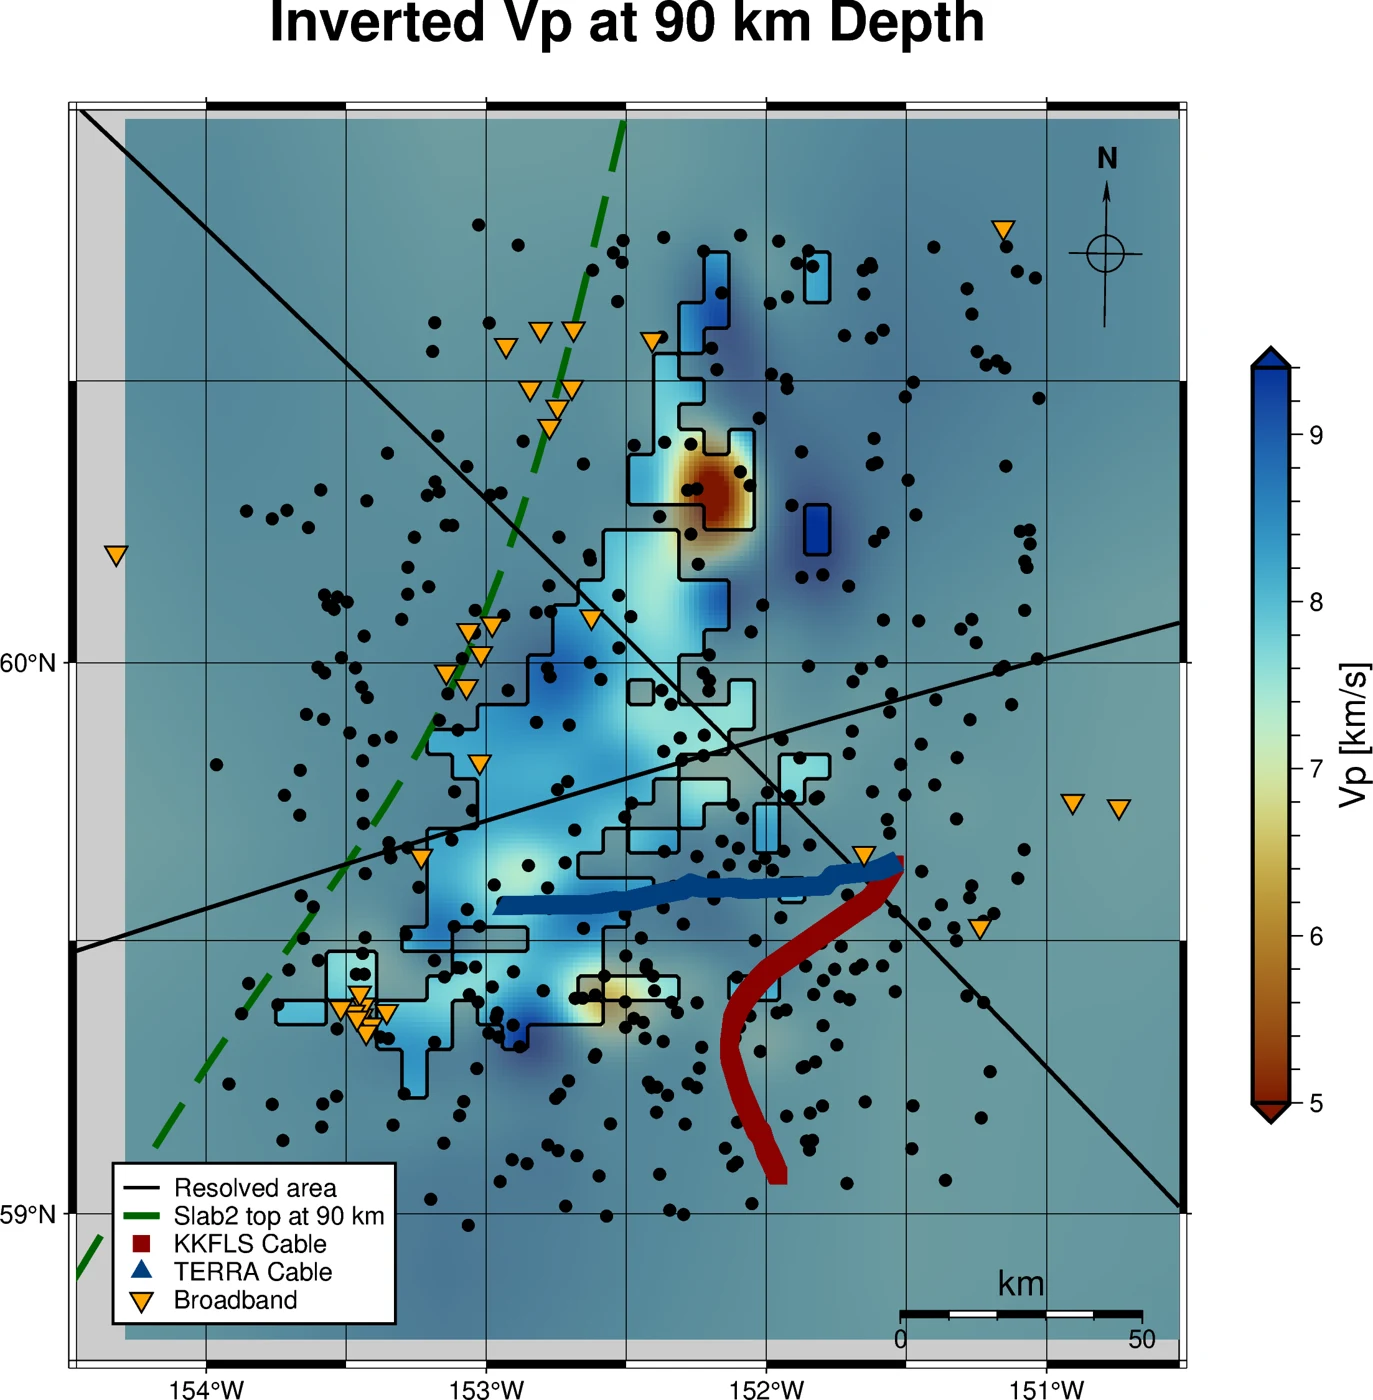 Inverted Vp at 90 km Depth
N
9
8
7
6
5
Vp [km/s]
60°N
59°N
Resolved area
Slab2 top at 90 km
KKFLS Cable
TERRA Cable
Broadband
km
0 50
154°W 153°W 152°W 151°W